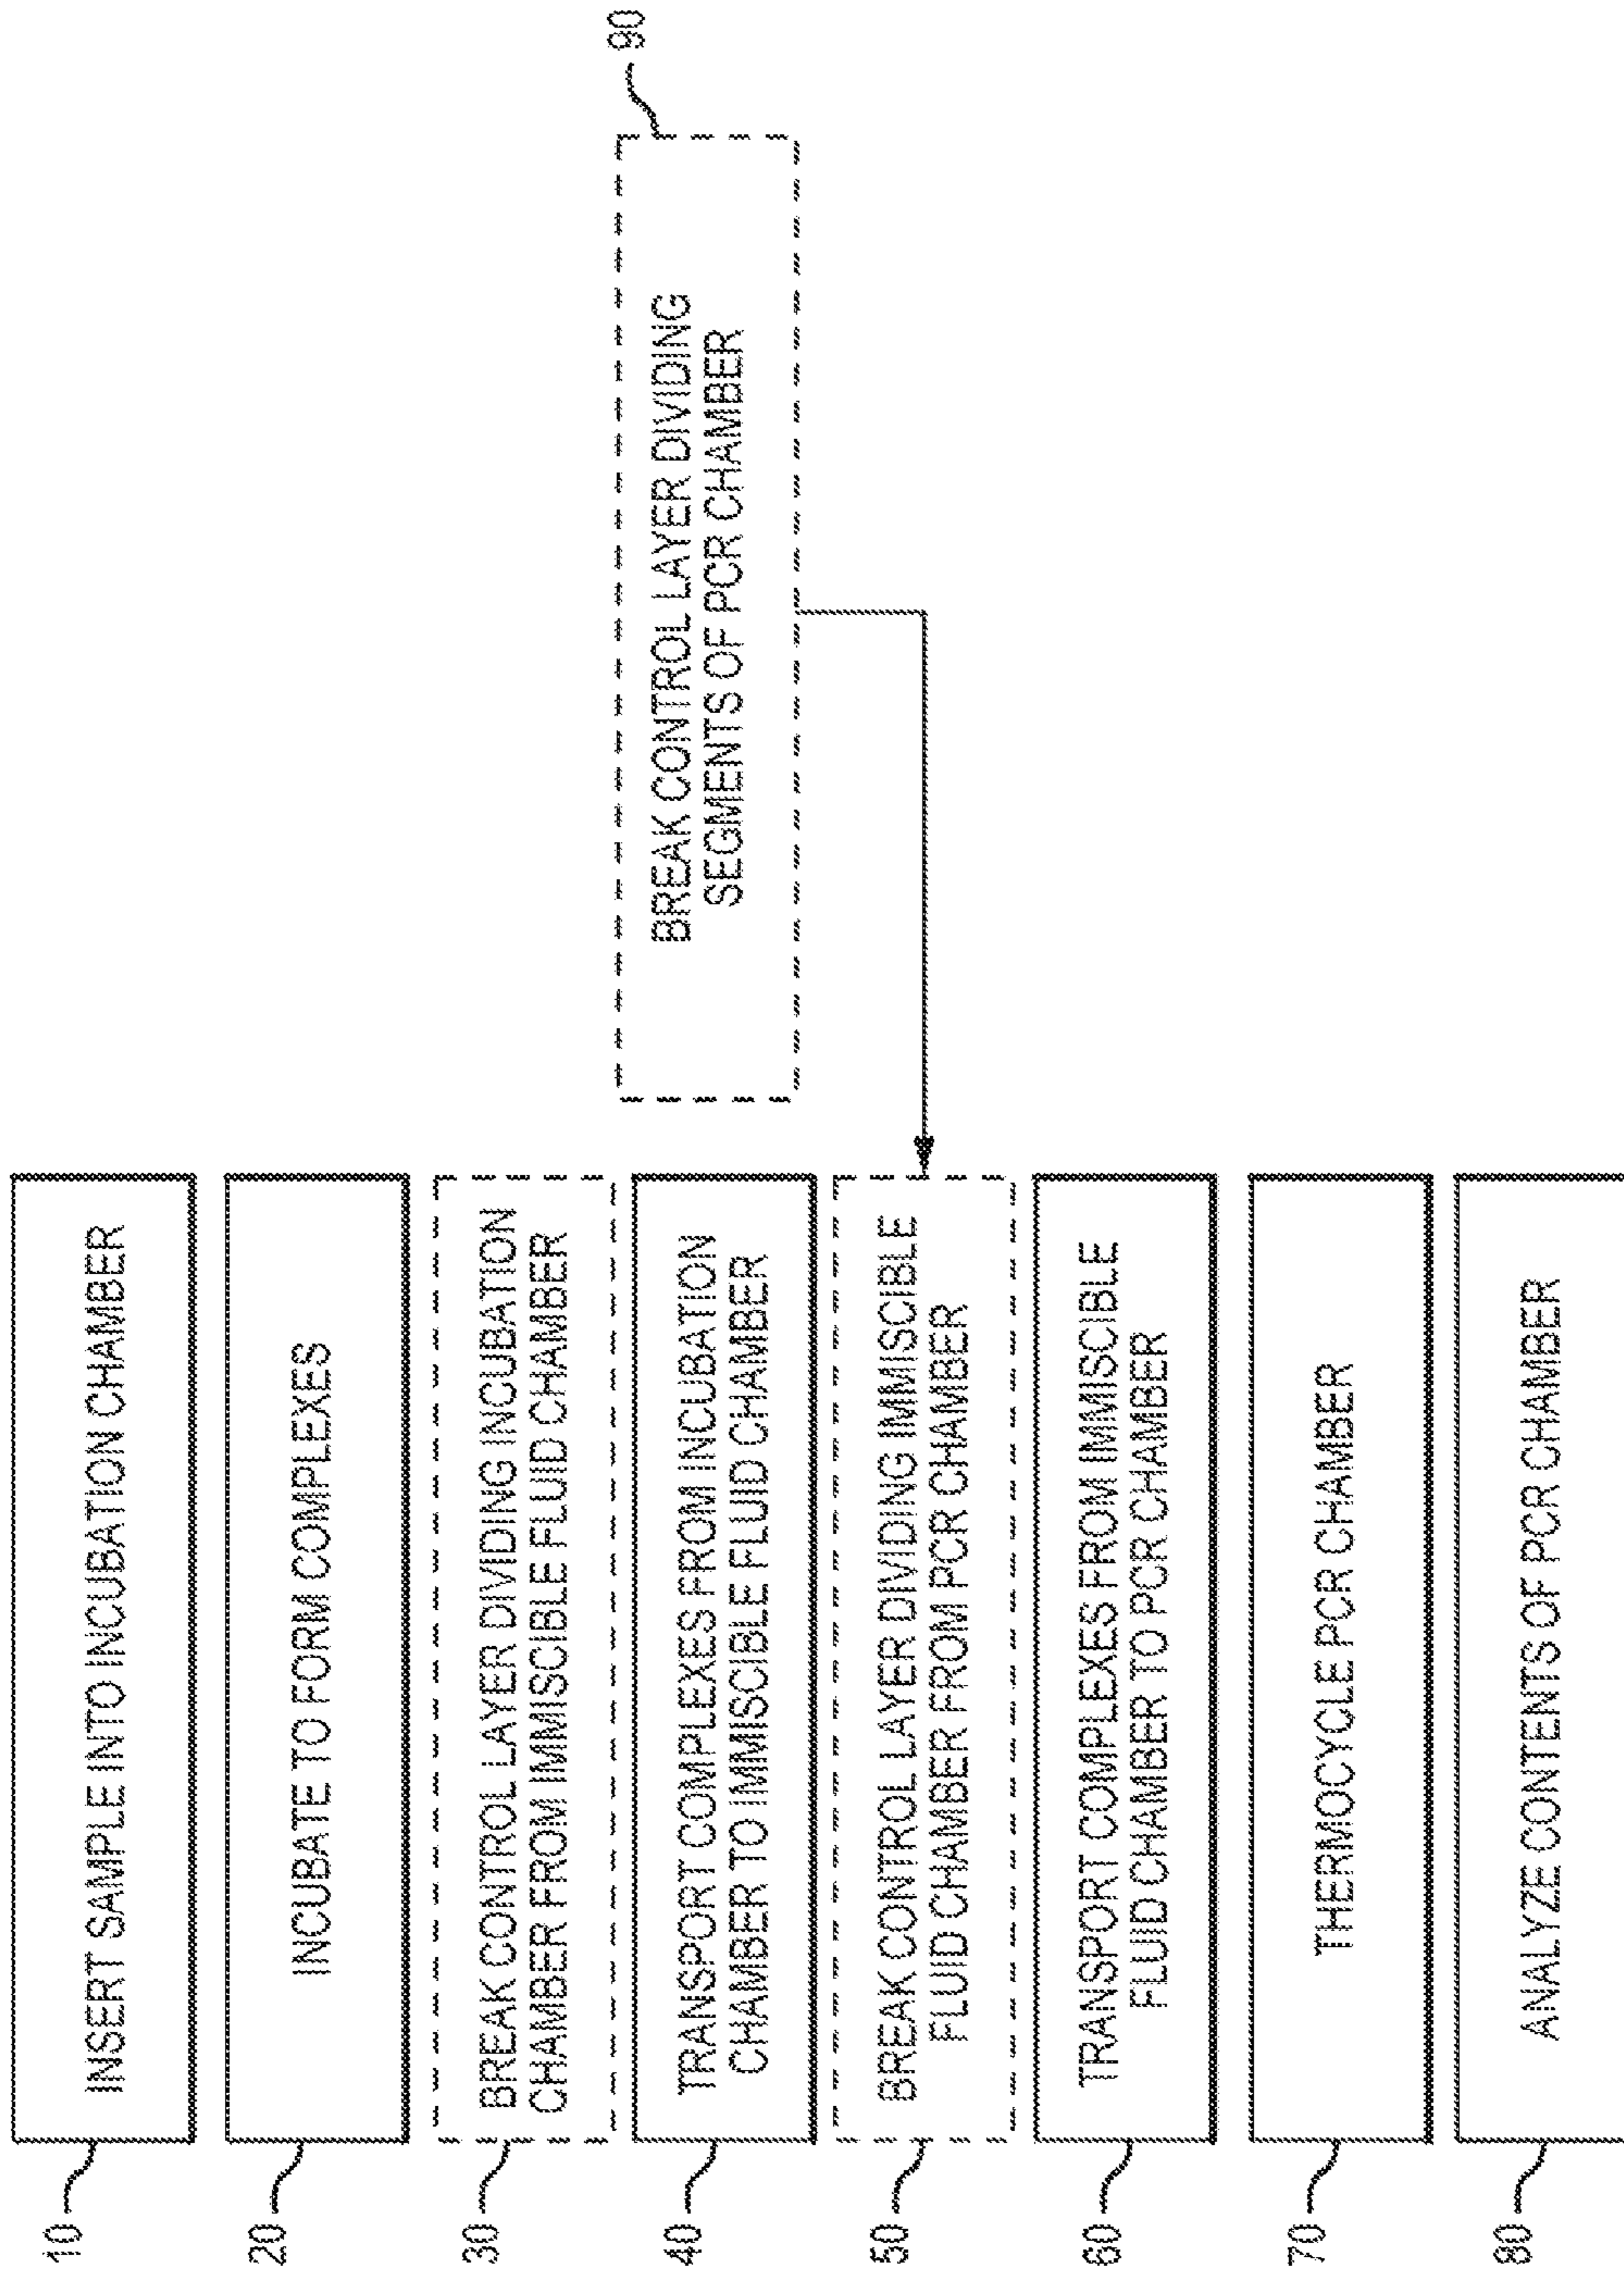 10
INSERT SAMPLE INTO INCUBATION CHAMBER
20
INCUBATE TO FORM COMPLEXES
30
BREAK CONTROL LAYER DIVIDING INCUBATION
CHAMBER FROM IMMISCIBLE FLUID CHAMBER
40
TRANSPORT COMPLEXES FROM INCUBATION
CHAMBER TO IMMISCIBLE FLUID CHAMBER
50
BREAK CONTROL LAYER DIVIDING IMMISCIBLE
FLUID CHAMBER FROM PCR CHAMBER
60
TRANSPORT COMPLEXES FROM IMMISCIBLE
FLUID CHAMBER TO PCR CHAMBER
70
THERMOCYCLE PCR CHAMBER
80
ANALYZE CONTENTS OF PCR CHAMBER
90
BREAK CONTROL LAYER DIVIDING
SEGMENTS OF PCR CHAMBER